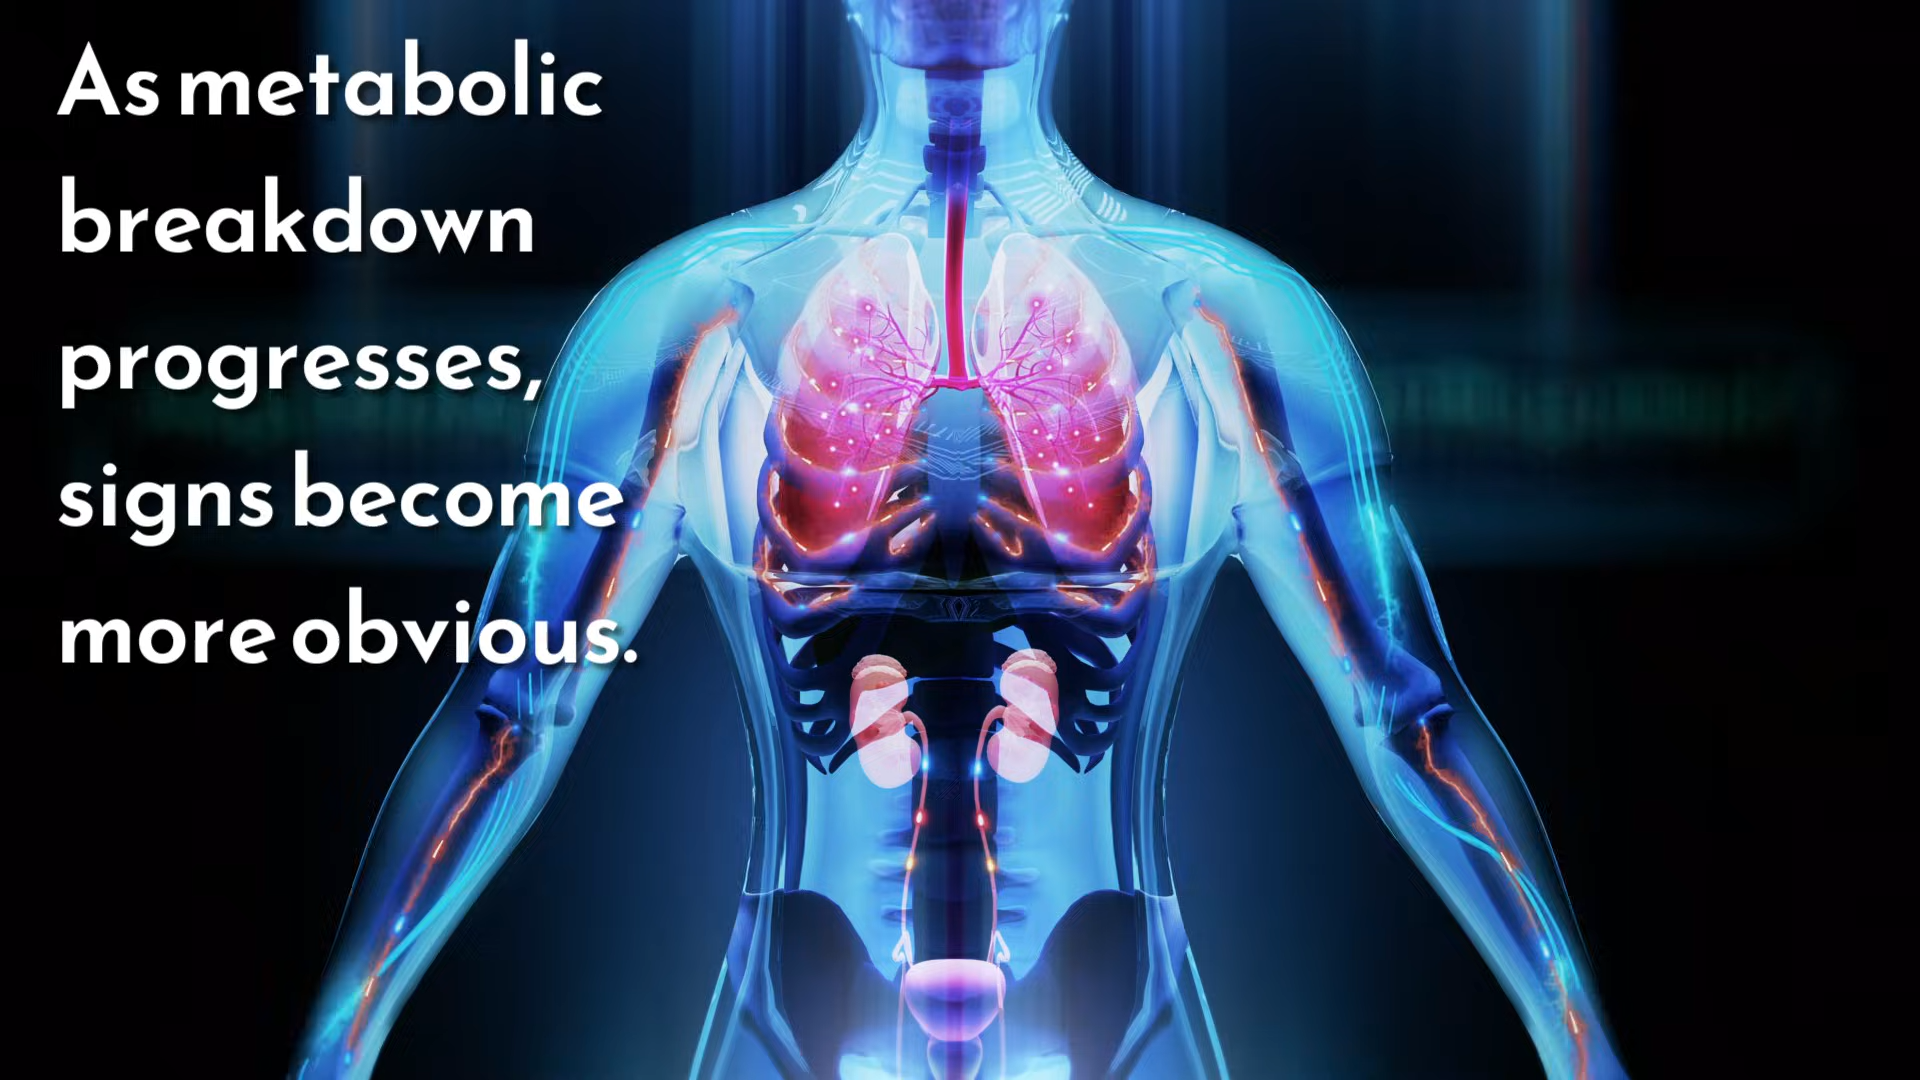 As metabolic
breakdown
progresses,
signs become
more obvious.